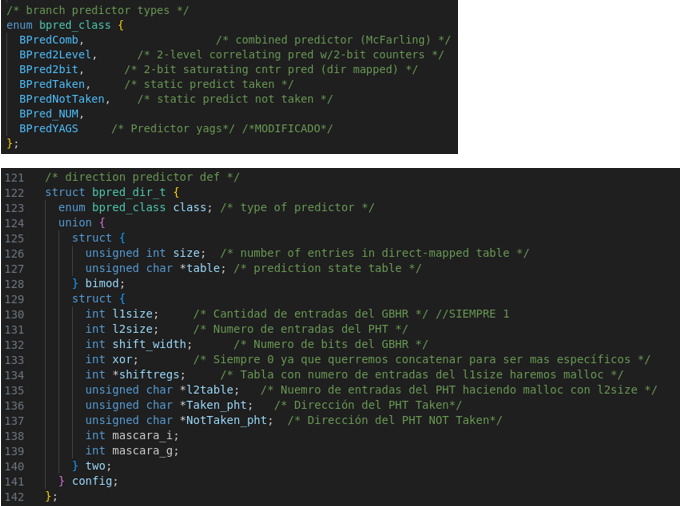 /* branch predictor types */
enum bpred_class {
  BPredComb,                    /* combined predictor (McFarling) */
  BPred2Level,      /* 2-level correlating pred w/2-bit counters */
  BPred2bit,      /* 2-bit saturating cntr pred (dir mapped) */
  BPredTaken,     /* static predict taken */
  BPredNotTaken,    /* static predict not taken */
  BPred_NUM,
  BPredYAGS     /* Predictor yags*/ /*MODIFICADO*/
};
121 /* direction predictor def */
122 struct bpred_dir_t {
123   enum bpred_class class; /* type of predictor */
124   union {
125     struct {
126       unsigned int size;  /* number of entries in direct-mapped table */
127       unsigned char *table; /* prediction state table */
128     } bimod;
129     struct {
130       int l1size;     /* Cantidad de entradas del GBHR */ //SIEMPRE 1
131       int l2size;     /* Numero de entradas del PHT */
132       int shift_width;      /* Numero de bits del GBHR */
133       int xor;        /* Siempre 0 ya que querremos concatenar para ser mas específicos */
134       int *shiftregs;     /* Tabla con numero de entradas del l1size haremos malloc */
135       unsigned char *l2table;   /* Nuemro de entradas del PHT haciendo malloc con l2size */
136       unsigned char *Taken_pht;   /* Dirección del PHT Taken*/
137       unsigned char *NotTaken_pht;  /* Dirección del PHT NOT Taken*/
138       int mascara_i;
139       int mascara_g;
140     } two;
141   } config;
142 };